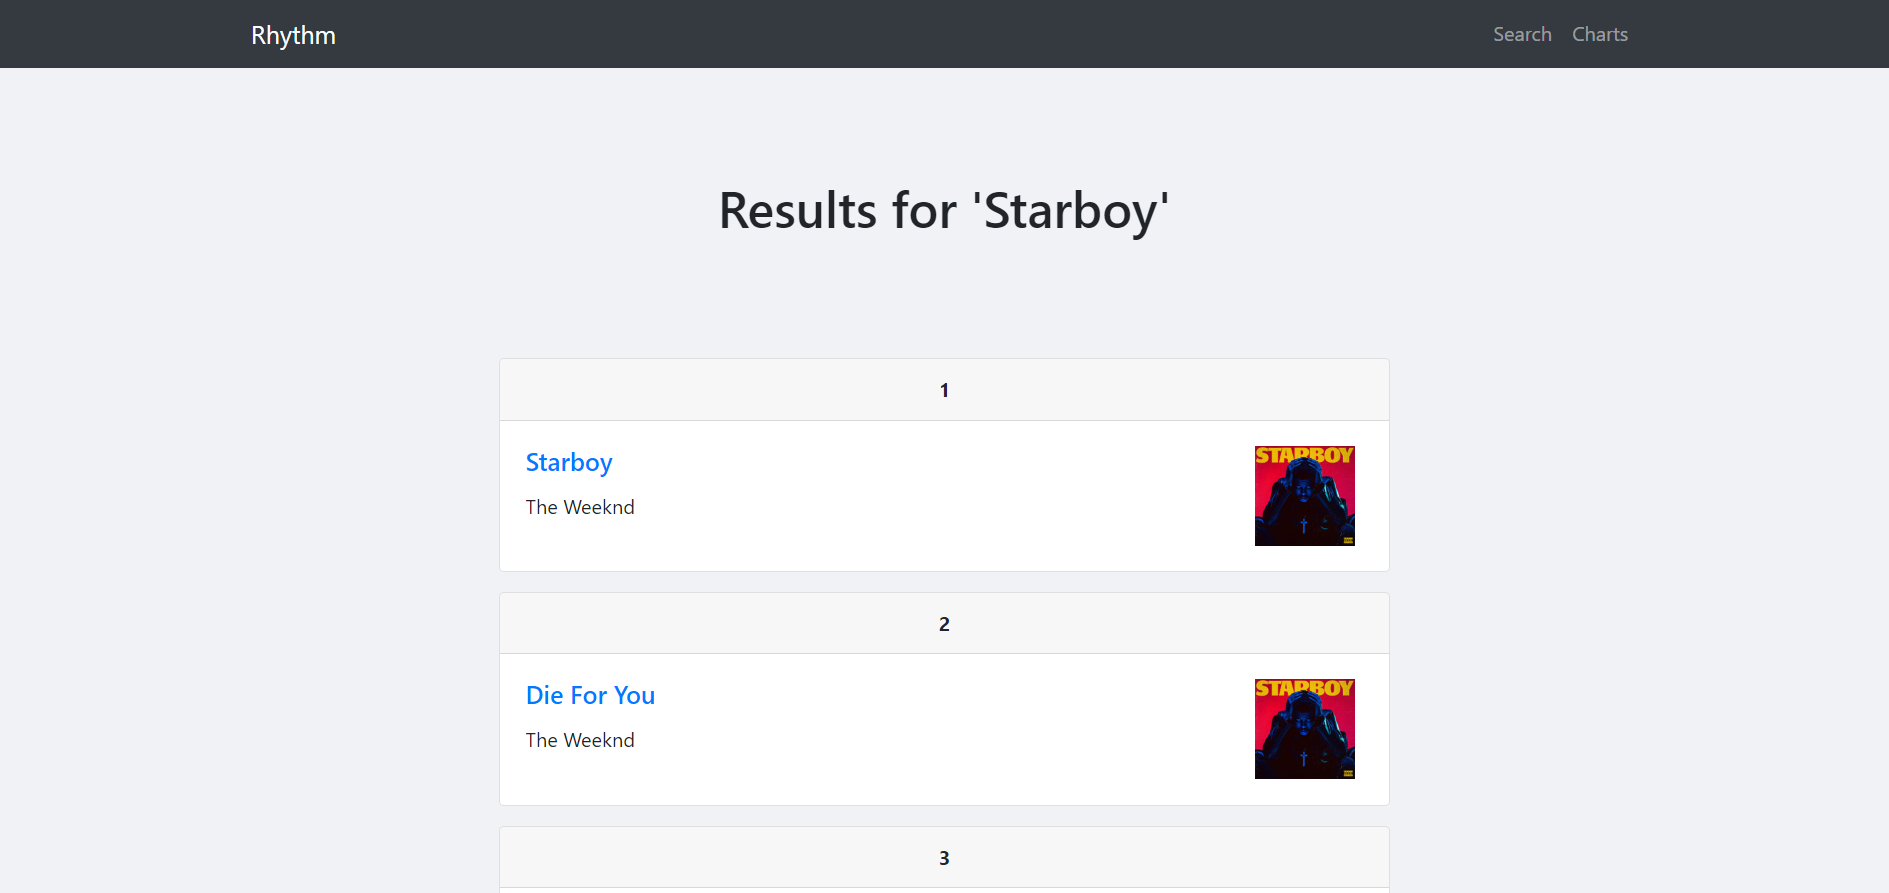 Rhythm
Search Charts
Results for 'Starboy'
1
Starboy
The Weeknd
STARBOY
2
Die For You
The Weeknd
STARBOY
3